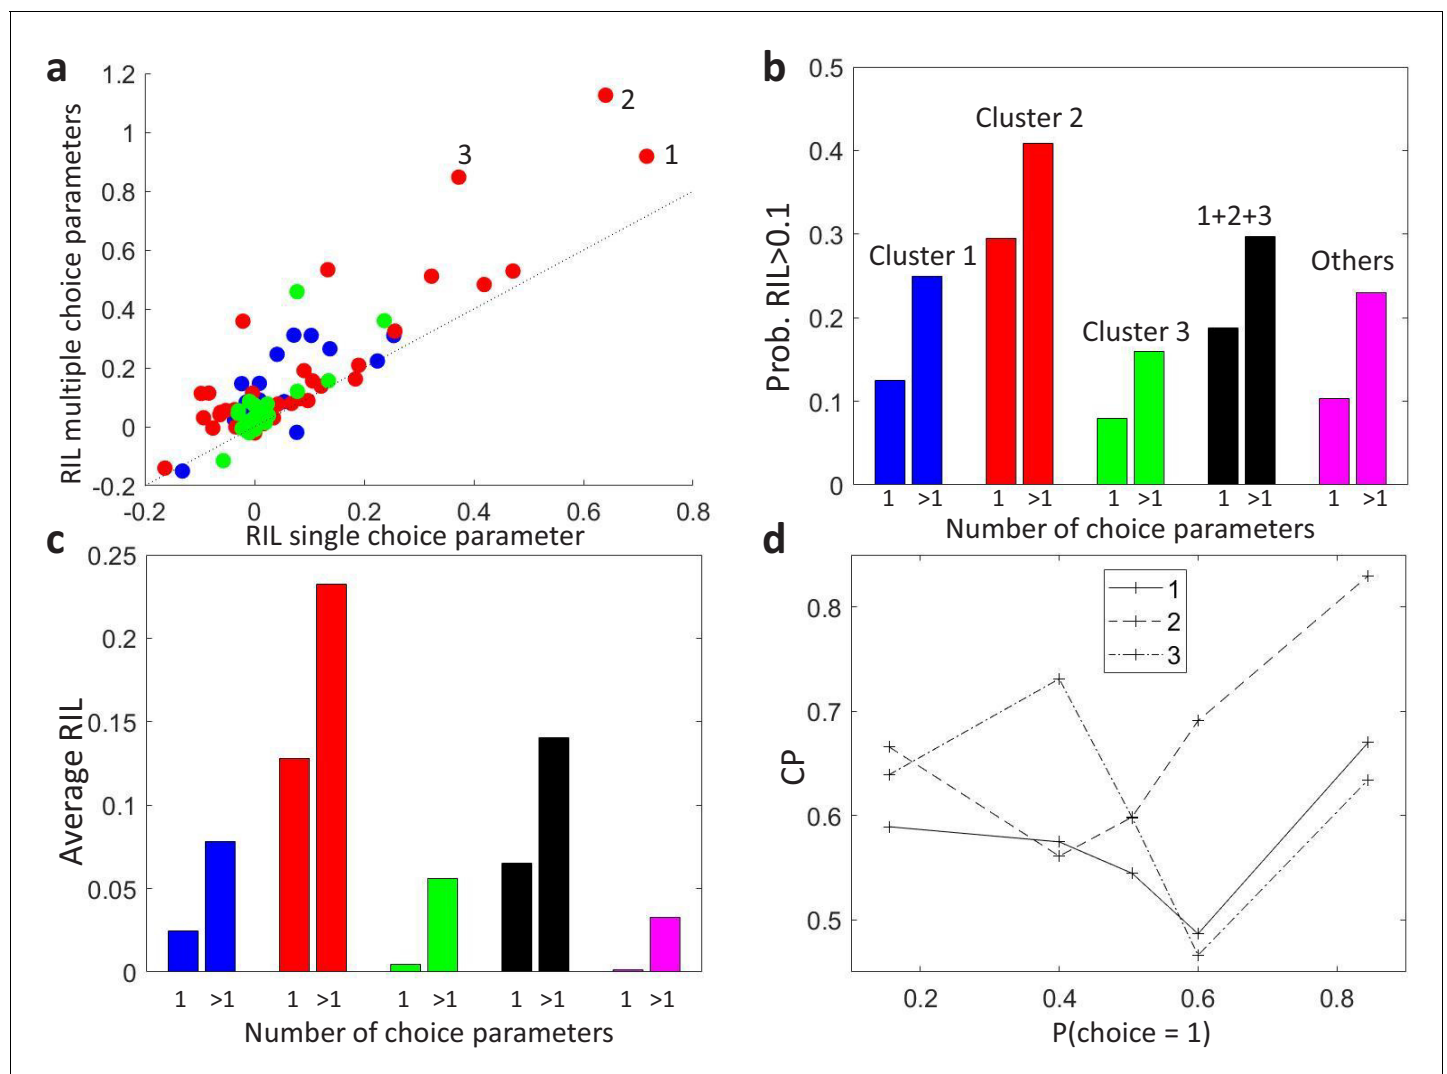 a
1.2
1
0.8
0.6
0.4
0.2
0
-0.2
RIL multiple choice parameters
2
1
3
-0.2
0
0.2
0.4
0.6
0.8
RIL single choice parameter
b
0.5
0.4
0.3
0.2
0.1
0
Prob. RIL>0.1
Cluster 1
Cluster 2
Cluster 3
1+2+3
Others
1 >1 1 >1 1 >1 1 >1 1 >1
Number of choice parameters
c
0.25
0.2
0.15
0.1
0.05
0
Average RIL
1 >1 1 >1 1 >1 1 >1 1 >1
Number of choice parameters
d
0.8
0.7
0.6
0.5
CP
1
2
3
0.2
0.4
0.6
0.8
P(choice = 1)